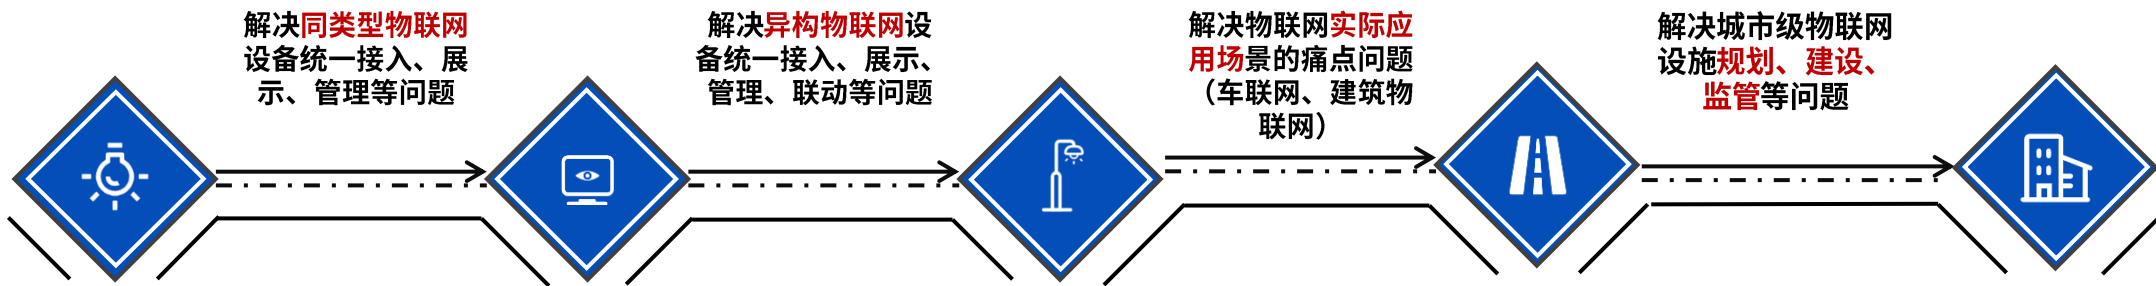 解决同类型物联网
设备统一接入、展
示、管理等问题
解决异构物联网设
备统一接入、展示、
管理、联动等问题
解决物联网实际应
用场景的痛点问题
（车联网、建筑物
联网）
解决城市级物联网
设施规划、建设、
监管等问题